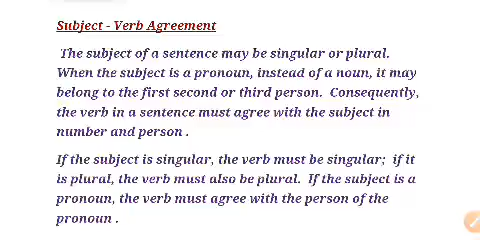 Subject - Verb Agreement
The subject of a sentence may be singular or plural.
When the subject is a pronoun, instead of a noun, it may
belong to the first second or third person. Consequently,
the verb in a sentence must agree with the subject in
number and person .
If the subject is singular, the verb must be singular; if it
is plural, the verb must also be plural. If the subject is a
pronoun, the verb must agree with the person of the
pronoun .